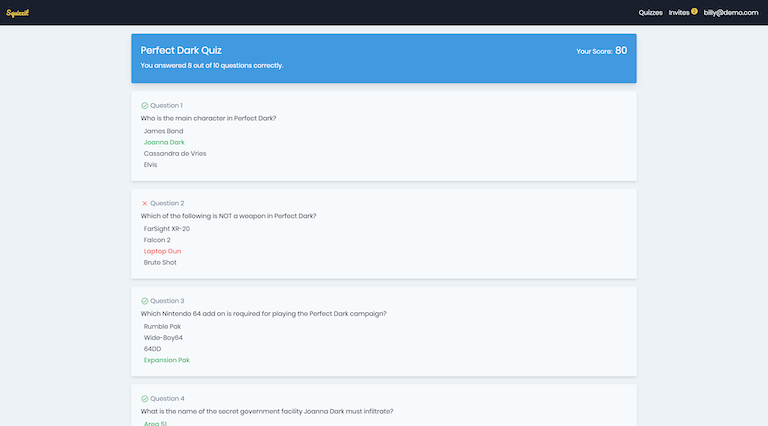 Squizzit
Quizzes Invites 2 billy@demo.com
Perfect Dark Quiz
Your Score: 80
You answered 8 out of 10 questions correctly.
Question 1
Who is the main character in Perfect Dark?
James Bond
Joanna Dark
Cassandra de Vries
Elvis
Question 2
Which of the following is NOT a weapon in Perfect Dark?
FarSight XR-20
Falcon 2
Laptop Gun
Brute Shot
Question 3
Which Nintendo 64 add on is required for playing the Perfect Dark campaign?
Rumble Pak
Wide-Boy64
64DD
Expansion Pak
Question 4
What is the name of the secret government facility Joanna Dark must infiltrate?
Area 51